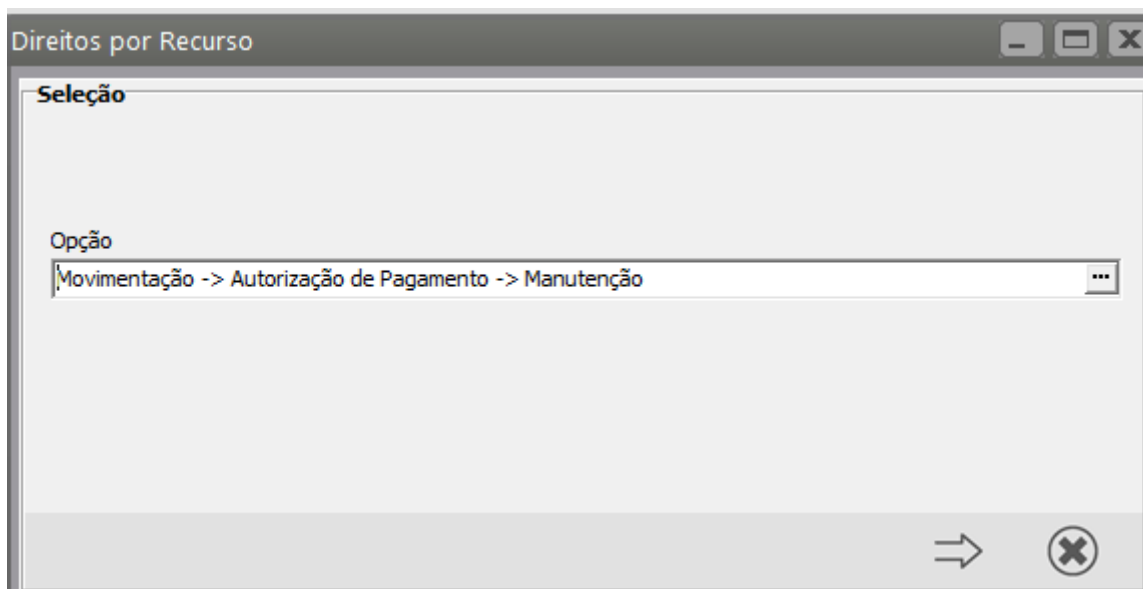 Direitos por Recurso
Seleção
Opção
Movimentação -> Autorização de Pagamento -> Manutenção
...